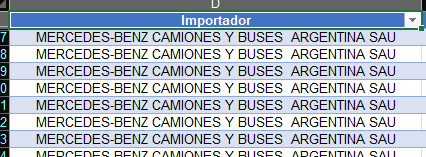 D
Importador
7 MERCEDES-BENZ CAMIONES Y BUSES  ARGENTINA SAU
8 MERCEDES-BENZ CAMIONES Y BUSES  ARGENTINA SAU
9 MERCEDES-BENZ CAMIONES Y BUSES  ARGENTINA SAU
0 MERCEDES-BENZ CAMIONES Y BUSES  ARGENTINA SAU
1 MERCEDES-BENZ CAMIONES Y BUSES  ARGENTINA SAU
2 MERCEDES-BENZ CAMIONES Y BUSES  ARGENTINA SAU
3 MERCEDES-BENZ CAMIONES Y BUSES  ARGENTINA SAU